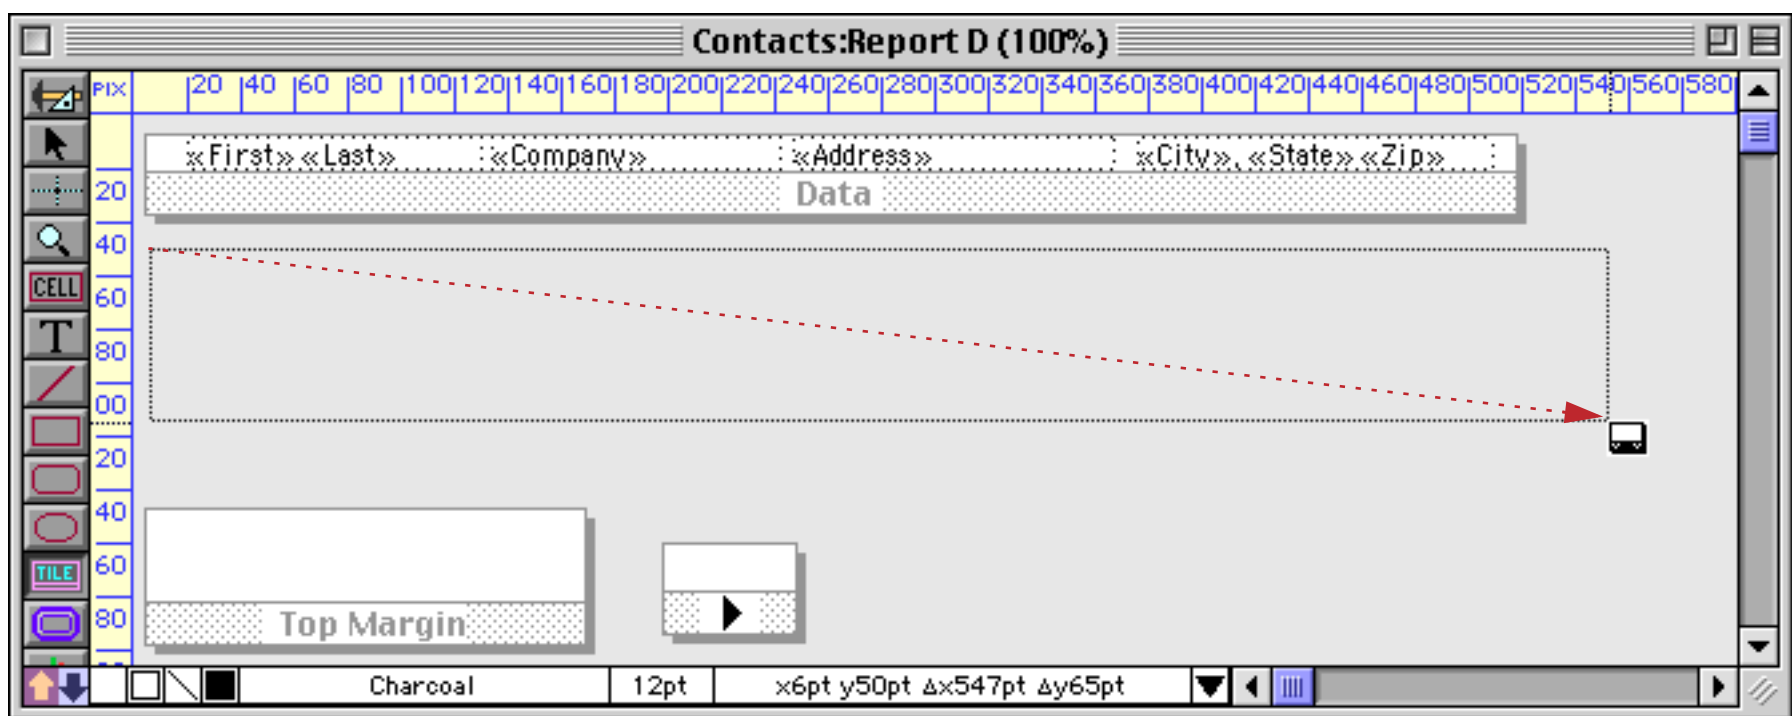 Contacts:Report D (100%)
PIX 20 40 60 80 100 120 140 160 180 200 220 240 260 280 300 320 340 360 380 400 420 440 460 480 500 520 540 560 580
«First» «Last» «Company» «Address» «City», «State» «Zip»
20 Data
40
CELL 60
T 80
00
20
40
TILE 60
80 Top Margin
Charcoal 12pt x6pt y50pt Δx547pt Δy65pt